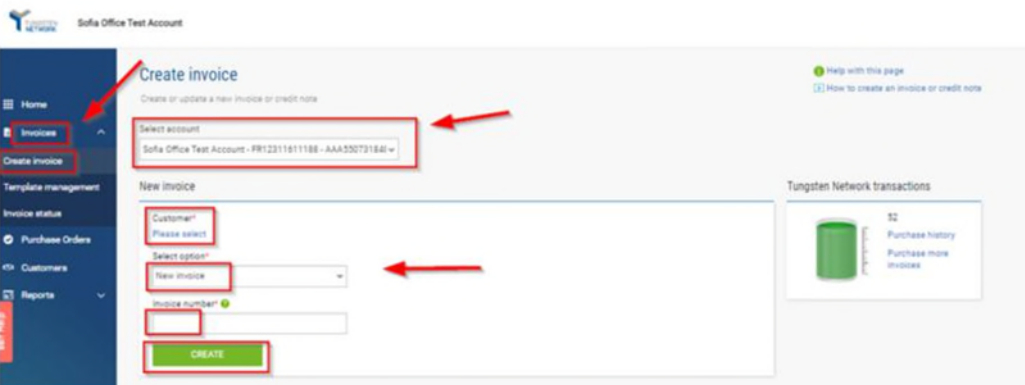 TUNGSTEN
NETWORK
Sofia Office Test Account
Create invoice
Create or update a new invoice or credit note
Help with this page
How to create an invoice or credit note
Home
Invoices
Create invoice
Template management
Invoice status
Purchase Orders
Customers
Reports
Select account
Sofia Office Test Account - FR12311611188 - AAA55073184
New invoice
Customer*
Please select
Select option*
New invoice
Invoice number*
CREATE
Tungsten Network transactions
52
Purchase history
Purchase more
invoices